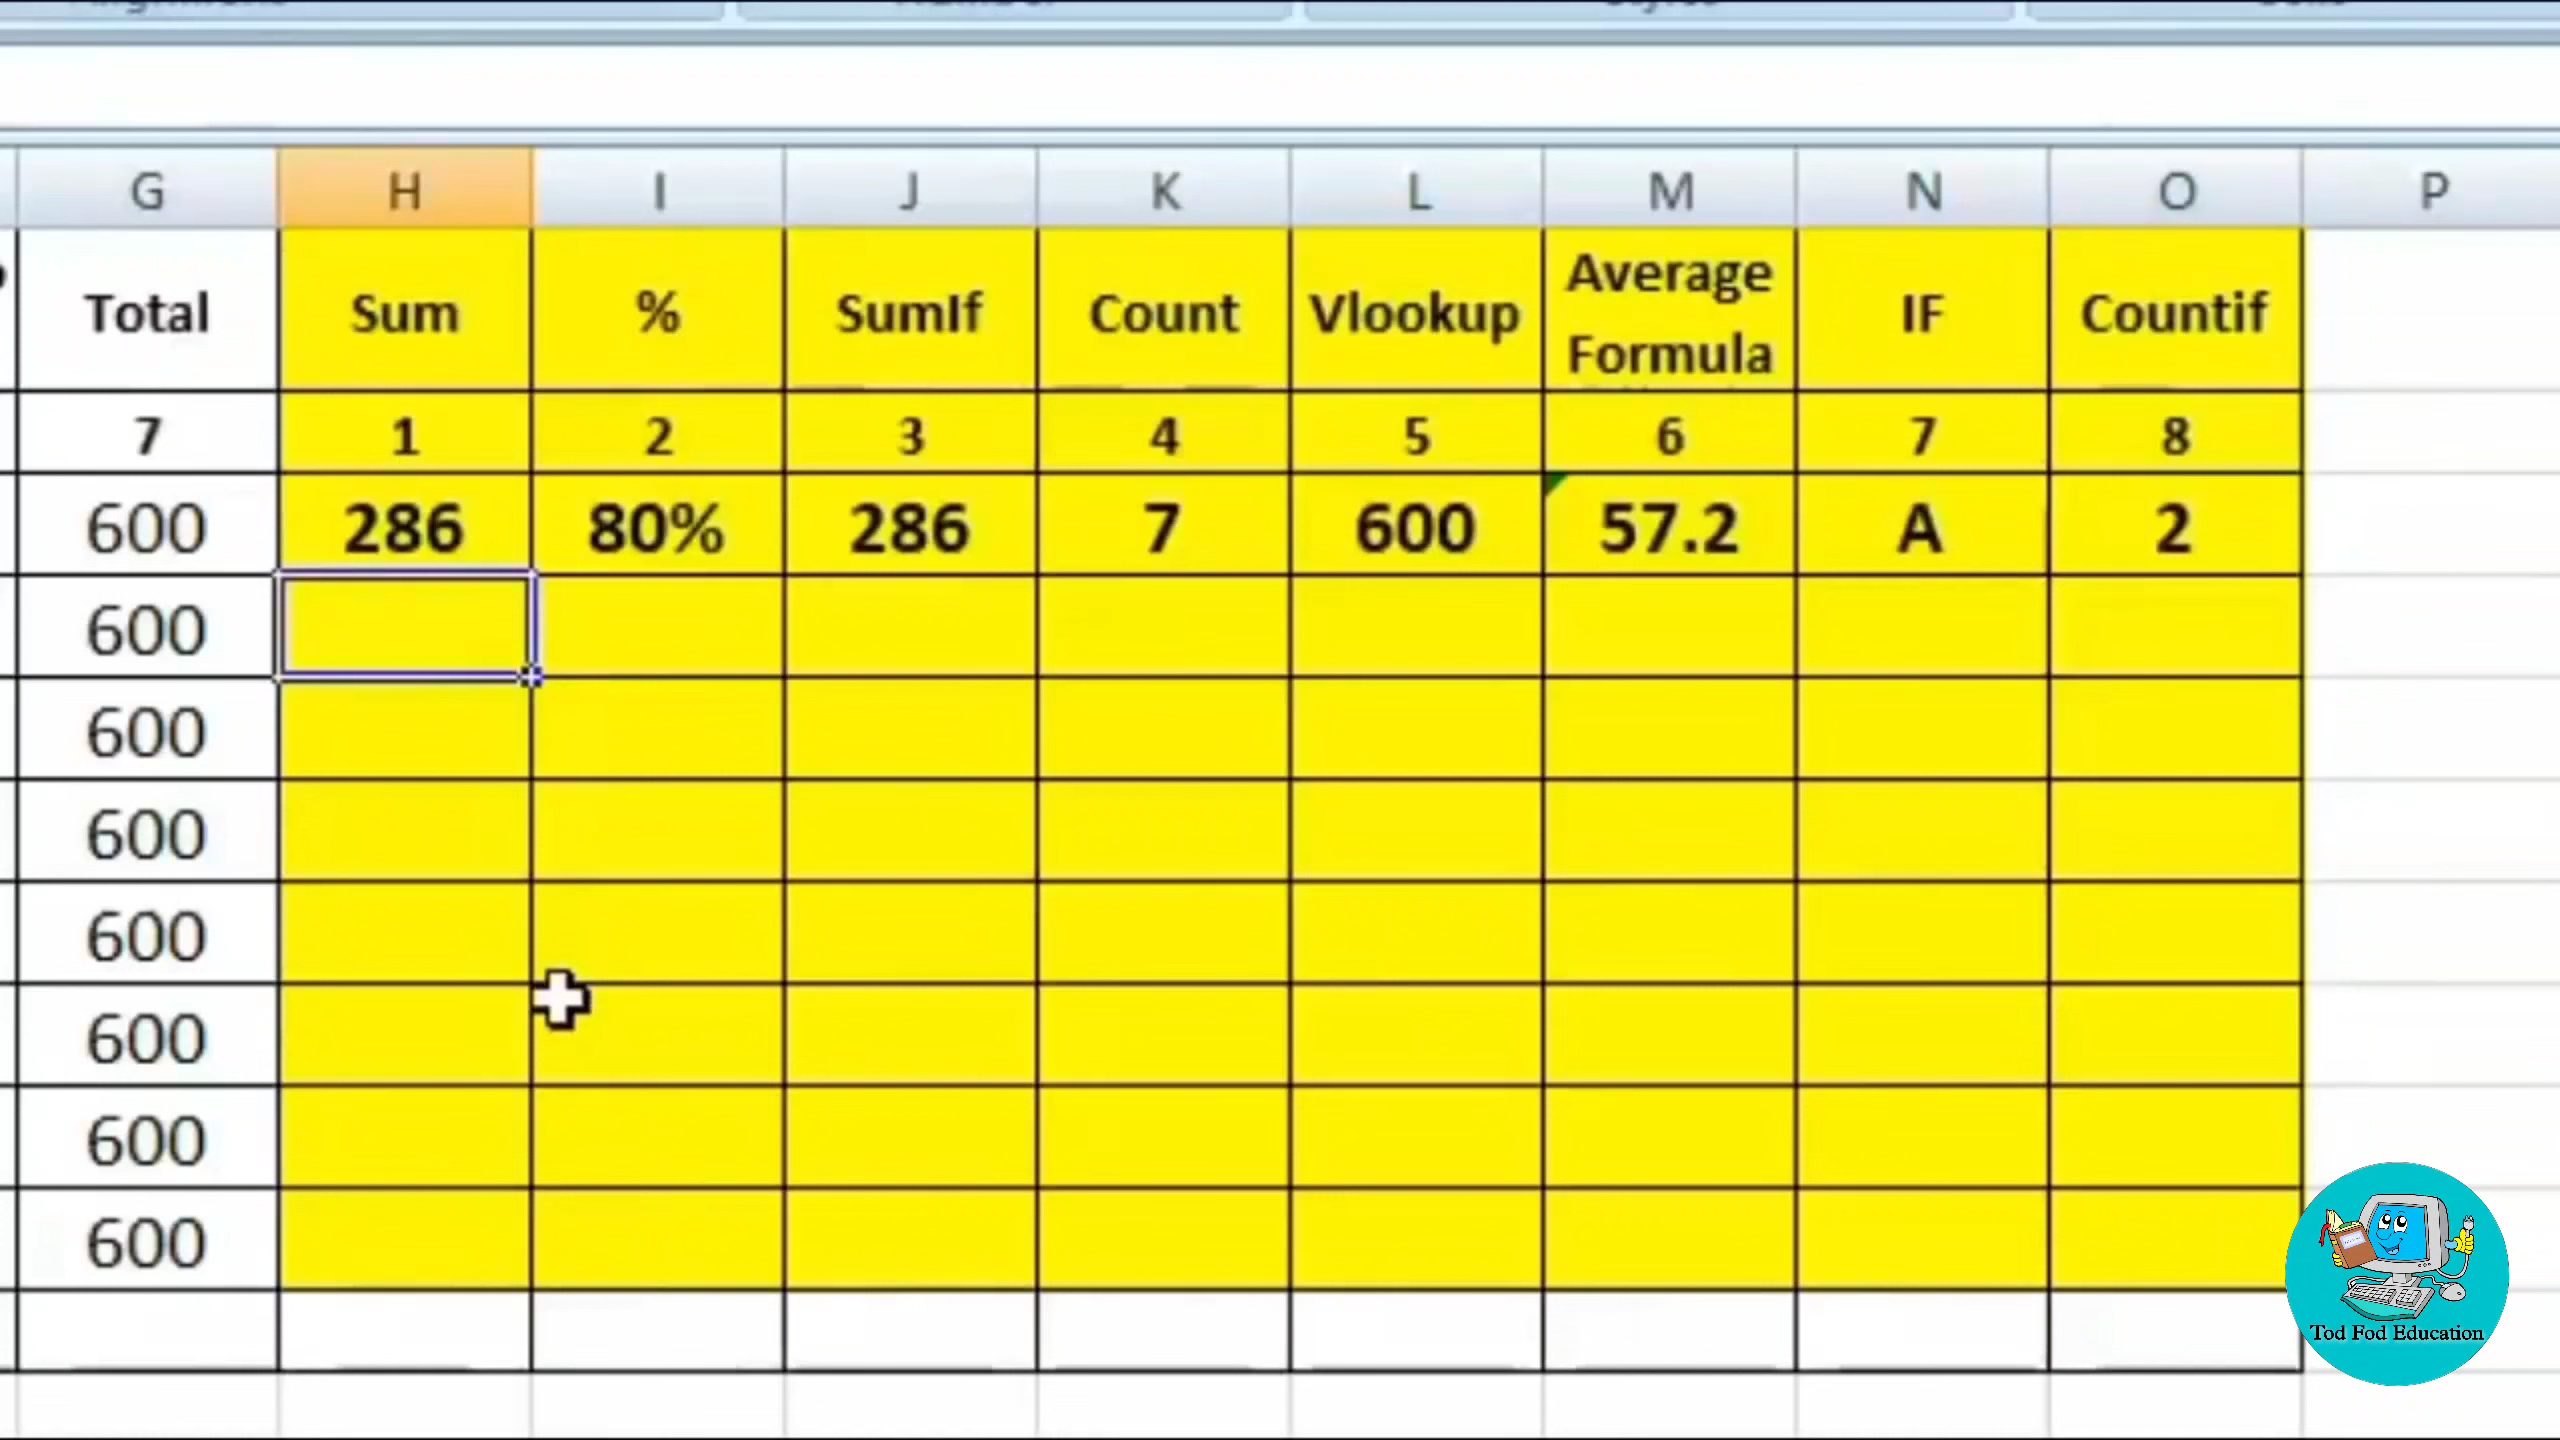 G H I J K L M N O P
Total Sum % SumIf Count Vlookup Average Formula IF Countif
7 1 2 3 4 5 6 7 8
600 286 80% 286 7 600 57.2 A 2
600
600
600
600
600
600
600
Tod Fod Education